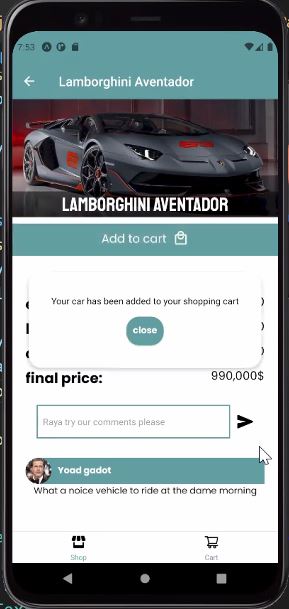 7:53
Lamborghini Aventador
LAMBORGHINI AVENTADOR
Add to cart
Your car has been added to your shopping cart
close
final price:
990,000$
Raya try our comments please
Yoad gadot
What a noice vehicle to ride at the dame morning
Shop
Cart